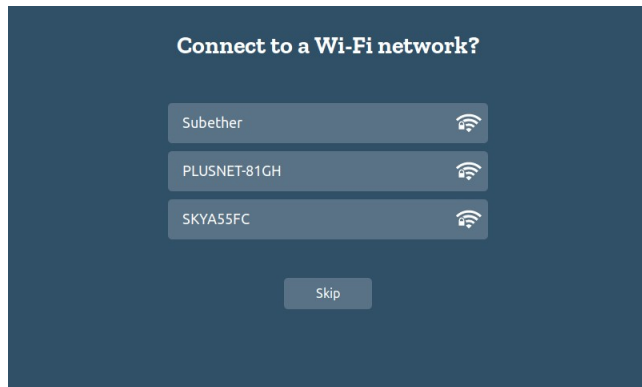 Connect to a Wi-Fi network?
Subether
PLUSNET-81GH
SKYA55FC
Skip